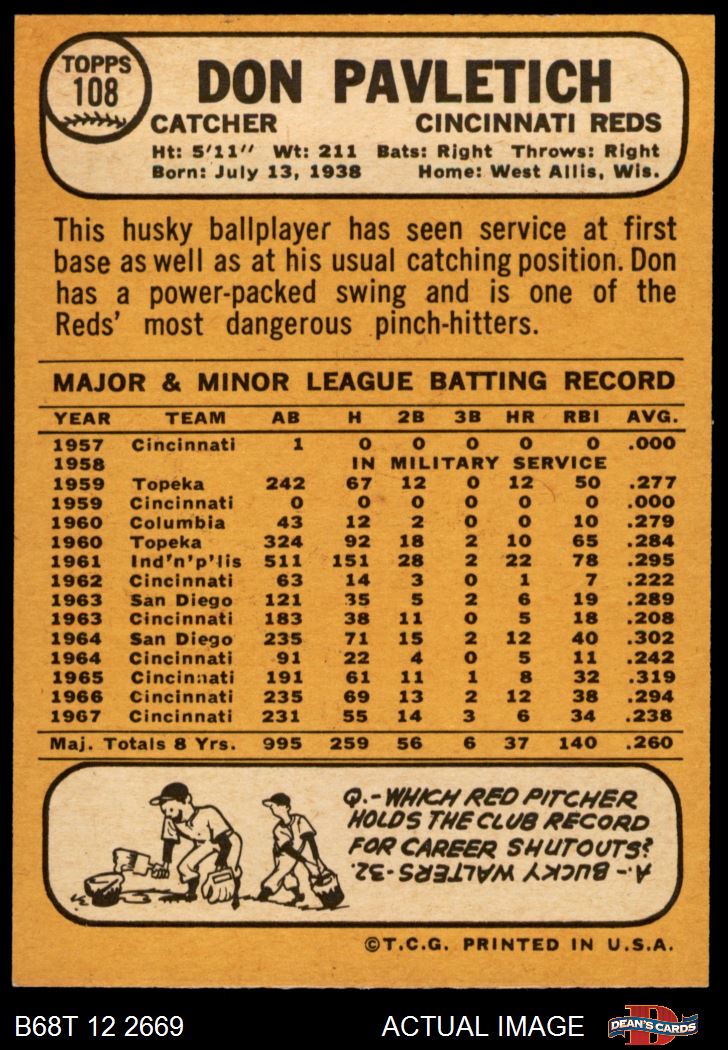 TOPPS
108
DON PAVLETICH
CATCHER CINCINNATI REDS
Ht: 5'11" Wt: 211 Bats: Right Throws: Right
Born: July 13, 1938 Home: West Allis, Wis.
This husky ballplayer has seen service at first
base as well as at his usual catching position. Don
has a power-packed swing and is one of the
Reds' most dangerous pinch-hitters.
MAJOR & MINOR LEAGUE BATTING RECORD
YEAR TEAM AB H 2B 3B HR RBI AVG.
1957 Cincinnati 1 0 0 0 0 0 .000
1958 IN MILITARY SERVICE
1959 Topeka 242 67 12 0 12 50 .277
1959 Cincinnati 0 0 0 0 0 0 .000
1960 Columbia 43 12 2 0 0 10 .279
1960 Topeka 324 92 18 2 10 65 .284
1961 Ind'n'p'lis 511 151 28 2 22 78 .295
1962 Cincinnati 63 14 3 0 1 7 .222
1963 San Diego 121 35 5 2 6 19 .289
1963 Cincinnati 183 38 11 0 5 18 .208
1964 San Diego 235 71 15 2 12 40 .302
1964 Cincinnati 91 22 4 0 5 11 .242
1965 Cincinnati 191 61 11 1 8 32 .319
1966 Cincinnati 235 69 13 2 12 38 .294
1967 Cincinnati 231 55 14 3 6 34 .238
Maj. Totals 8 Yrs. 995 259 56 6 37 140 .260
Q.-WHICH RED PITCHER
HOLDS THE CLUB RECORD
FOR CAREER SHUTOUTS?
A.- BUCKY WALTERS-32.
©T.C.G. PRINTED IN U.S.A.
B68T 12 2669 ACTUAL IMAGE DEAN'S CARDS